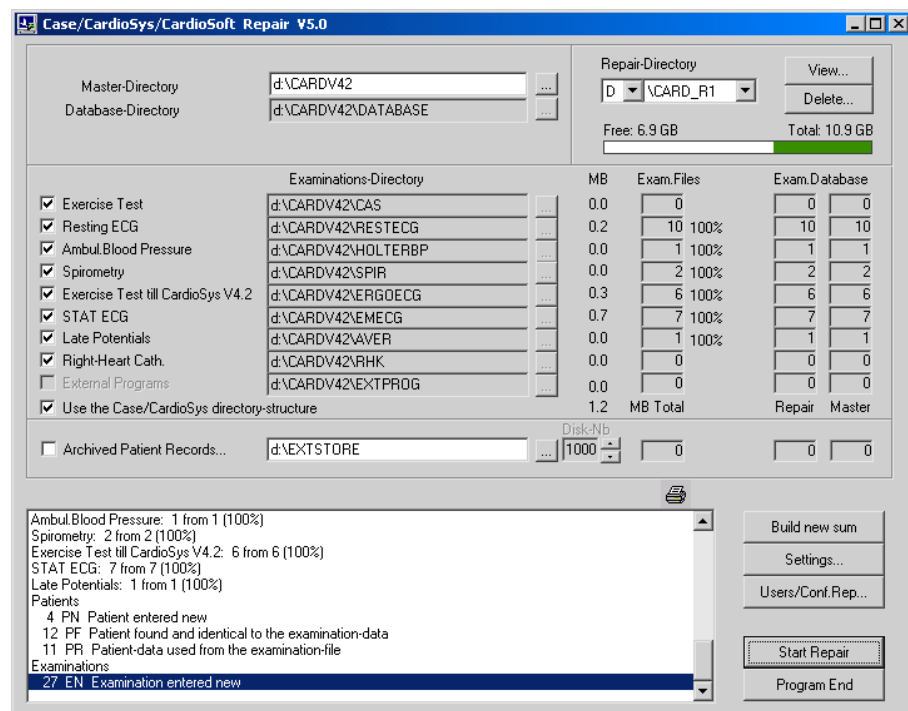 Case/CardioSys/CardioSoft Repair V5.0
Master-Directory d:\CARDV42 ...
Database-Directory d:\CARDV42\DATABASE ...
Repair-Directory
D \CARD_R1
View...
Delete...
Free: 6.9 GB Total: 10.9 GB
Examinations-Directory MB Exam.Files Exam.Database
Exercise Test d:\CARDV42\CAS ... 0.0 0 0 0
Resting ECG d:\CARDV42\RESTECG ... 0.2 10 100% 10 10
Ambul.Blood Pressure d:\CARDV42\HOLTERBP ... 0.0 1 100% 1 1
Spirometry d:\CARDV42\SPIR ... 0.0 2 100% 2 2
Exercise Test till CardioSys V4.2 d:\CARDV42\ERGOECG ... 0.3 6 100% 6 6
STAT ECG d:\CARDV42\EMECG ... 0.7 7 100% 7 7
Late Potentials d:\CARDV42\AVER ... 0.0 1 100% 1 1
Right-Heart Cath. d:\CARDV42\RHK ... 0.0 0 0 0
External Programs d:\CARDV42\EXTPROG ... 0.0 0 0 0
Use the Case/CardioSys directory-structure 1.2 MB Total Repair Master
Disk-Nb
Archived Patient Records... d:\EXTSTORE ... 1000 0 0 0
Ambul.Blood Pressure: 1 from 1 (100%)
Spirometry: 2 from 2 (100%)
Exercise Test till CardioSys V4.2: 6 from 6 (100%)
STAT ECG: 7 from 7 (100%)
Late Potentials: 1 from 1 (100%)
Patients
4 PN Patient entered new
12 PF Patient found and identical to the examination-data
11 PR Patient-data used from the examination-file
Examinations
27 EN Examination entered new
Build new sum
Settings...
Users/Conf.Rep...
Start Repair
Program End